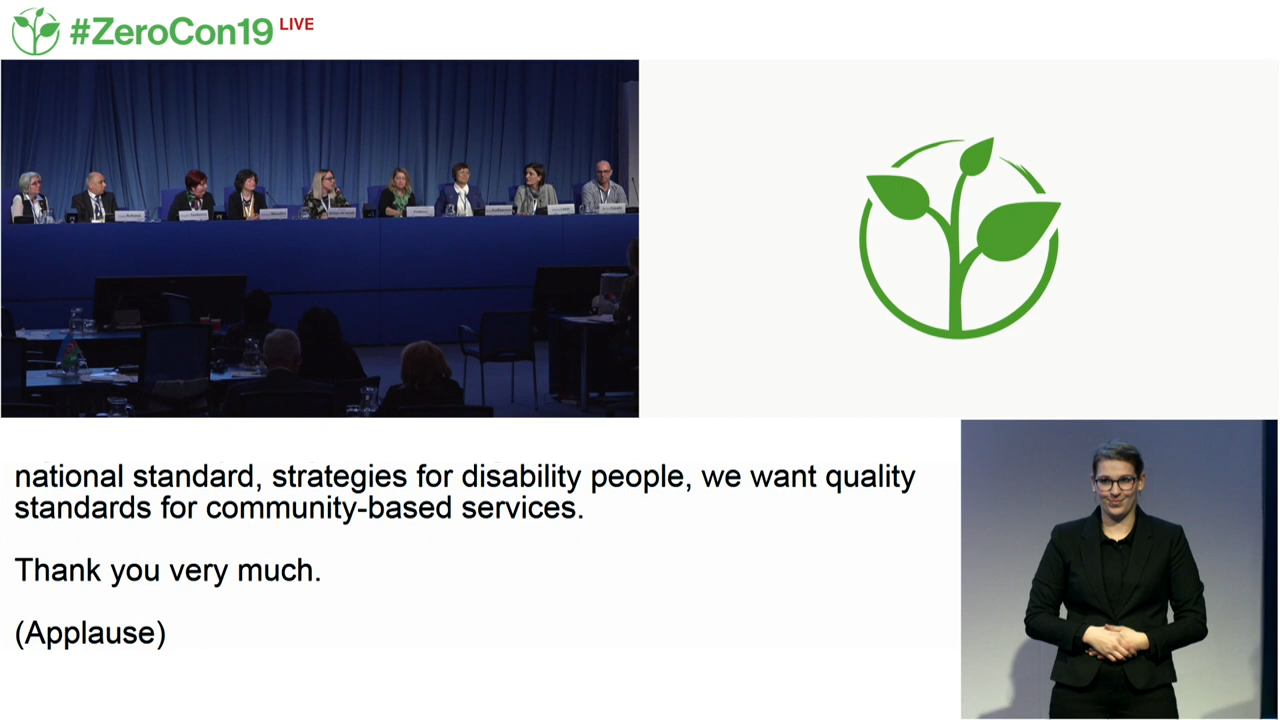 #ZeroCon19 LIVE
national standard, strategies for disability people, we want quality
standards for community-based services.
Thank you very much.
(Applause)